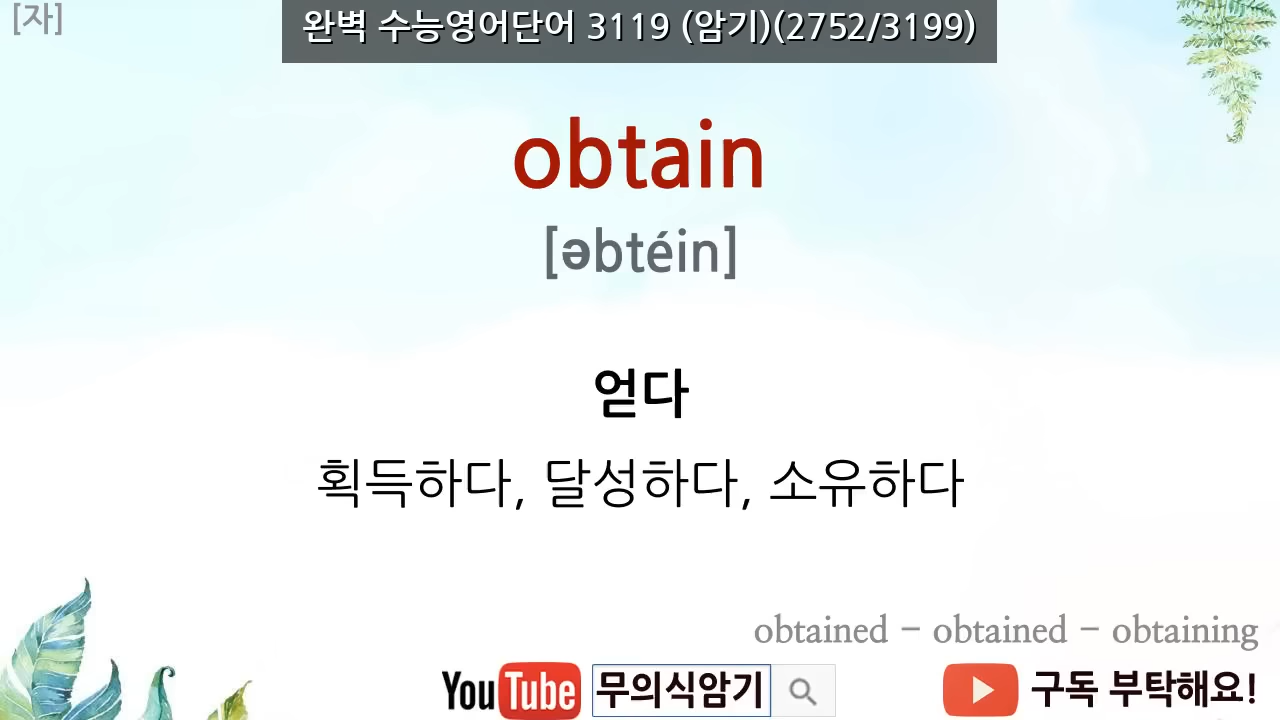 [자]
완벽 수능영어단어 3119 (암기)(2752/3199)
obtain
[əbtéin]
얻다
획득하다, 달성하다, 소유하다
obtained - obtained - obtaining
YouTube 무의식암기 구독 부탁해요!